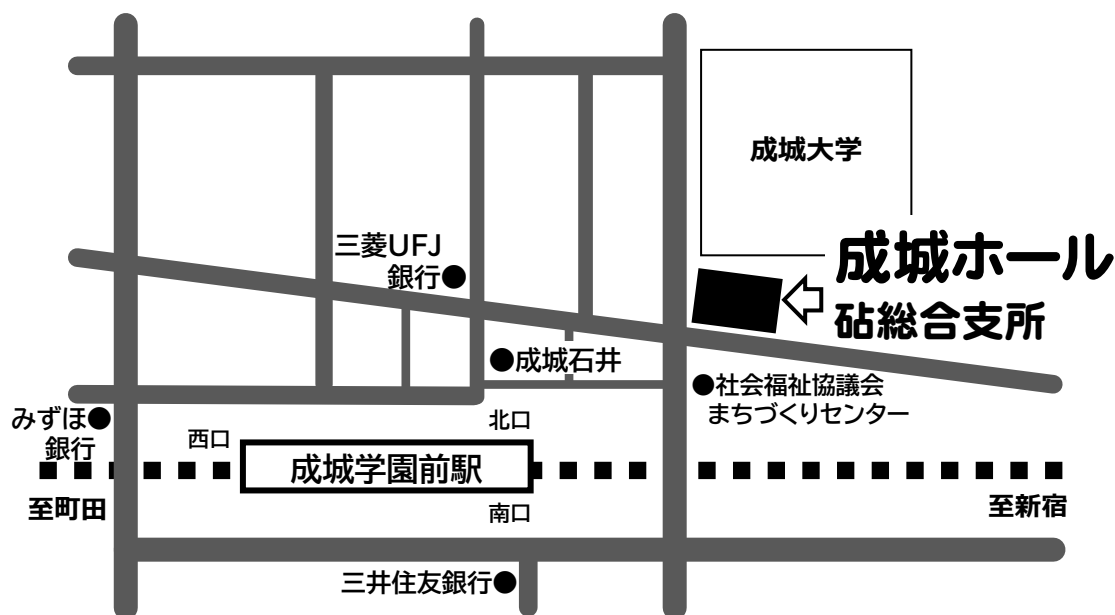 成城大学
三菱UFJ
銀行●
成城ホール
砧総合支所
●成城石井
●社会福祉協議会
まちづくりセンター
みずほ●
銀行
西口
北口
成城学園前駅
至町田
南口
至新宿
三井住友銀行●